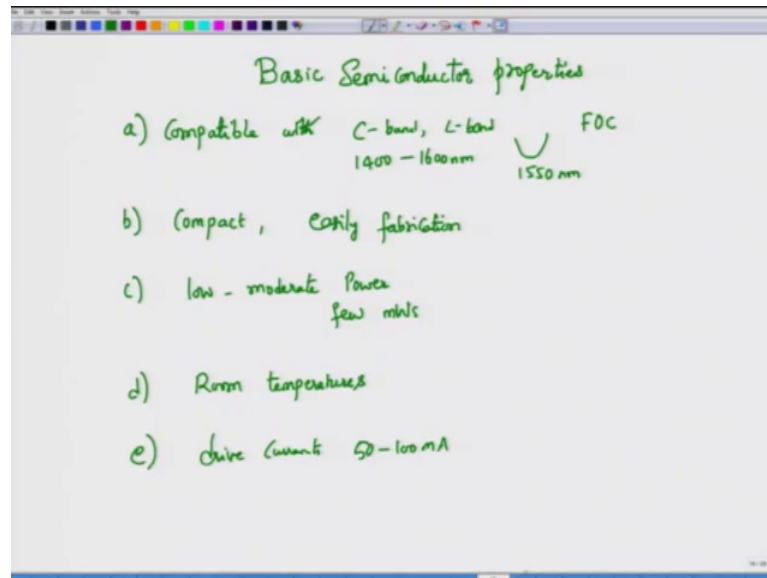 Basic Semiconductor properties
a) Compatible with C-band, L-band FOC
1400 - 1600nm
1550 nm
b) Compact, easily fabrication
c) low - moderate Power
few mW's
d) Room temperatures
e) drive currents 50-100mA